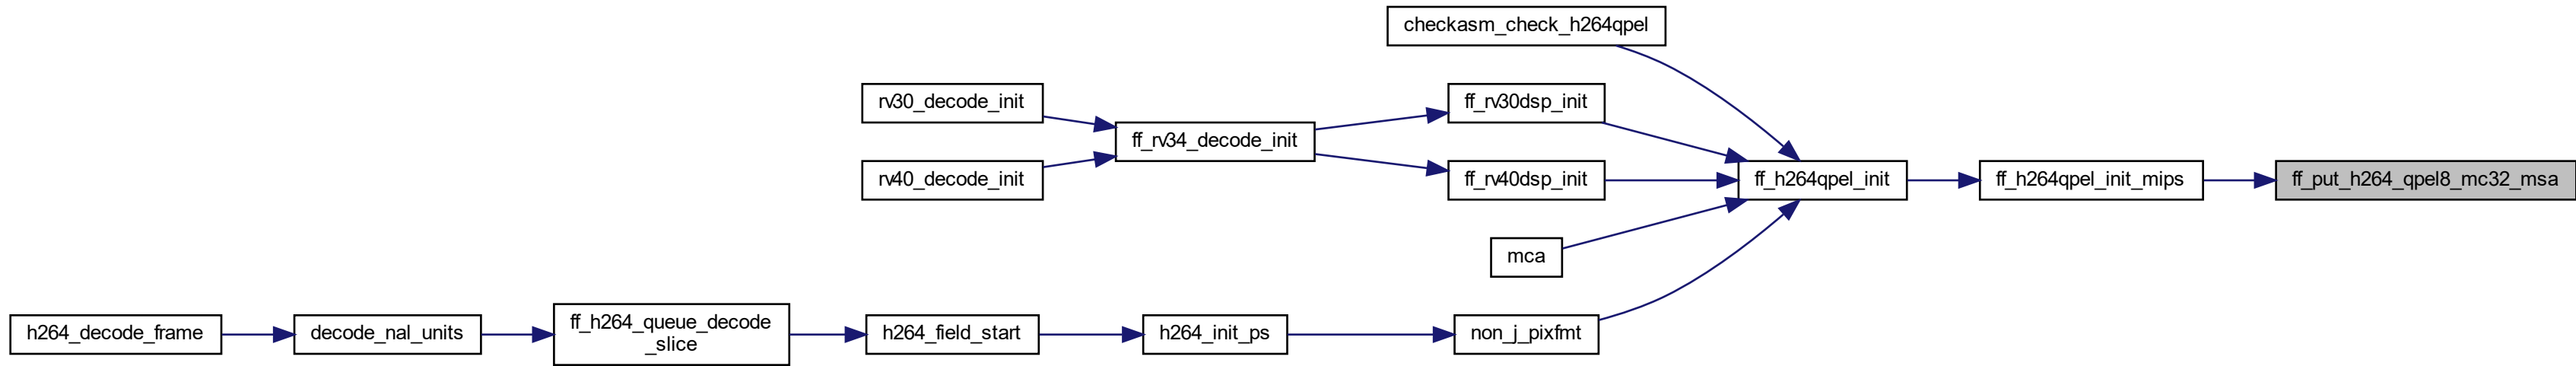 checkasm_check_h264qpel
rv30_decode_init
ff_rv30dsp_init
ff_rv34_decode_init
rv40_decode_init
ff_rv40dsp_init
ff_h264qpel_init
ff_h264qpel_init_mips
ff_put_h264_qpel8_mc32_msa
mca
h264_decode_frame
decode_nal_units
ff_h264_queue_decode
_slice
h264_field_start
h264_init_ps
non_j_pixfmt